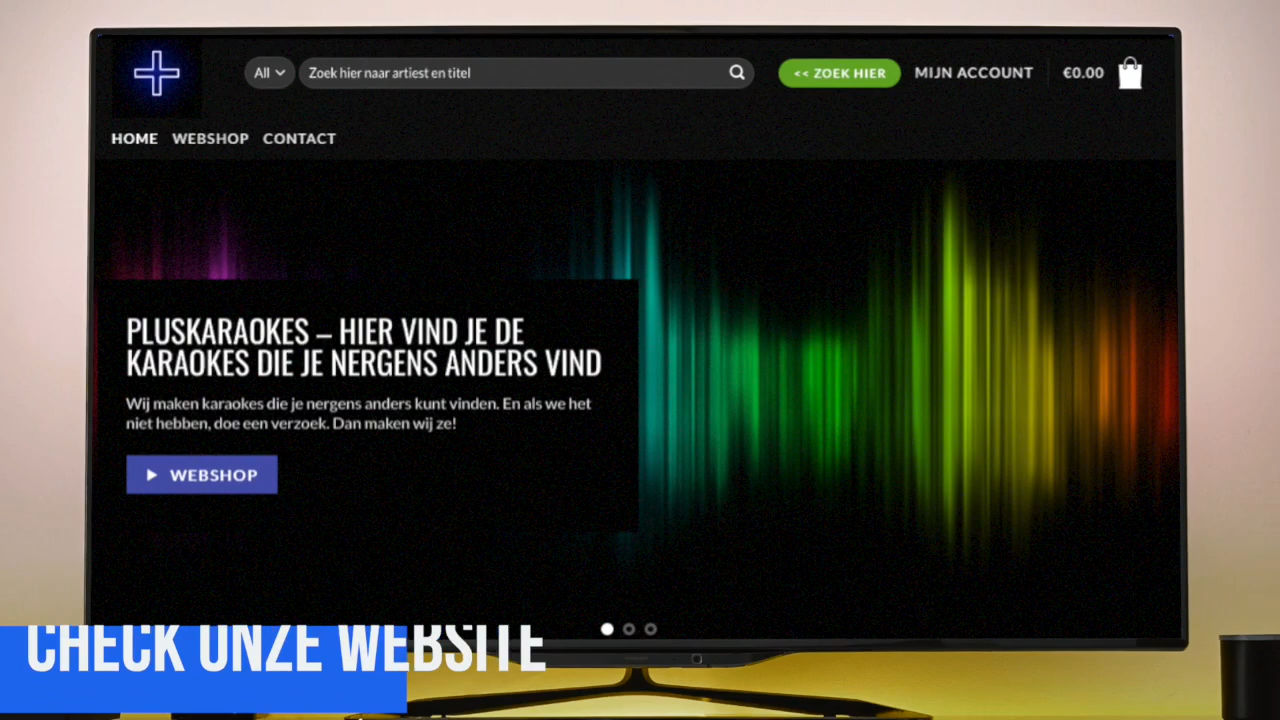 All
Zoek hier naar artiest en titel
<< ZOEK HIER
MIJN ACCOUNT
€0.00
HOME WEBSHOP CONTACT
PLUSKARAOKES – HIER VIND JE DE
KARAOKES DIE JE NERGENS ANDERS VIND
Wij maken karaokes die je nergens anders kunt vinden. En als we het
niet hebben, doe een verzoek. Dan maken wij ze!
WEBSHOP
CHECK ONZE WEBSITE